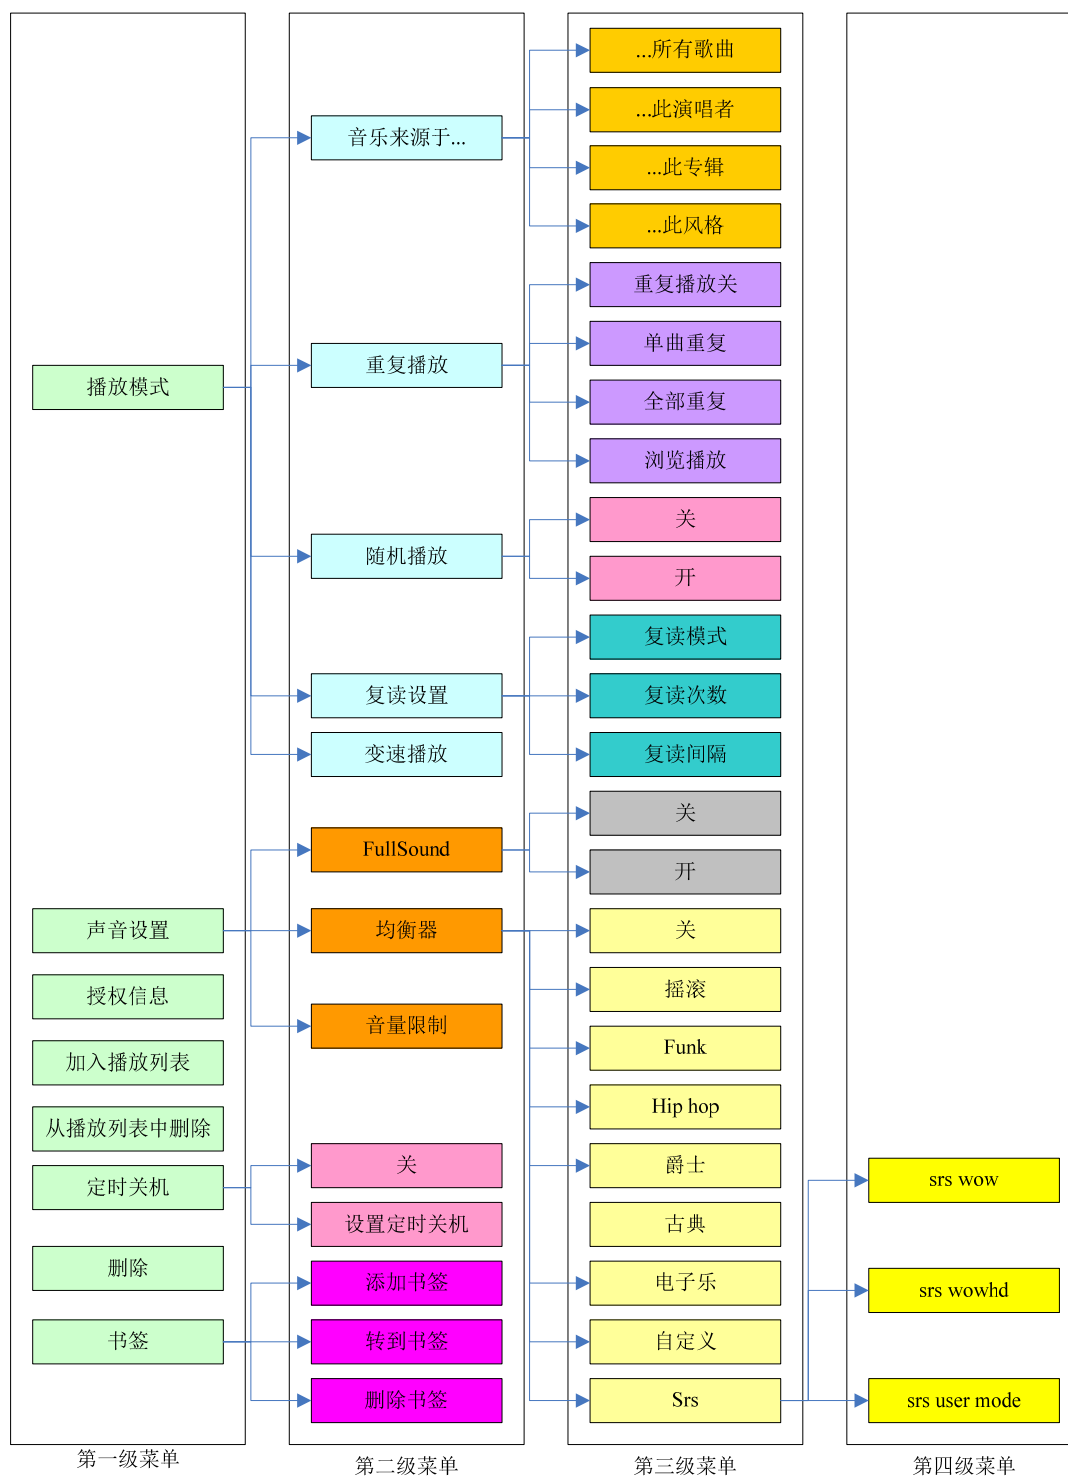 播放模式
声音设置
授权信息
加入播放列表
从播放列表中删除
定时关机
删除
书签
第一级菜单
音乐来源于...
重复播放
随机播放
复读设置
变速播放
FullSound
均衡器
音量限制
关
设置定时关机
添加书签
转到书签
删除书签
第二级菜单
...所有歌曲
...此演唱者
...此专辑
...此风格
重复播放关
单曲重复
全部重复
浏览播放
关
开
复读模式
复读次数
复读间隔
关
开
关
摇滚
Funk
Hip hop
爵士
古典
电子乐
自定义
Srs
第三级菜单
srs wow
srs wowhd
srs user mode
第四级菜单